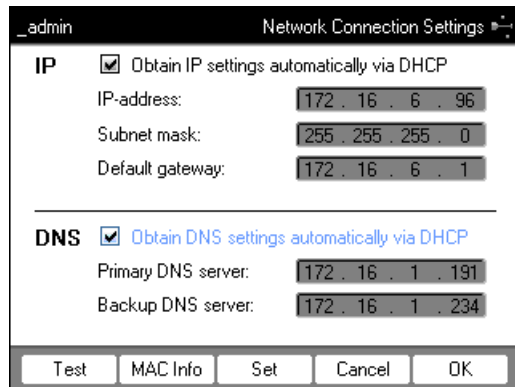 _admin Network Connection Settings
IP Obtain IP settings automatically via DHCP
IP-address: 172 . 16 . 6 . 96
Subnet mask: 255 . 255 . 255 . 0
Default gateway: 172 . 16 . 6 . 1
DNS Obtain DNS settings automatically via DHCP
Primary DNS server: 172 . 16 . 1 . 191
Backup DNS server: 172 . 16 . 1 . 234
Test MAC Info Set Cancel OK